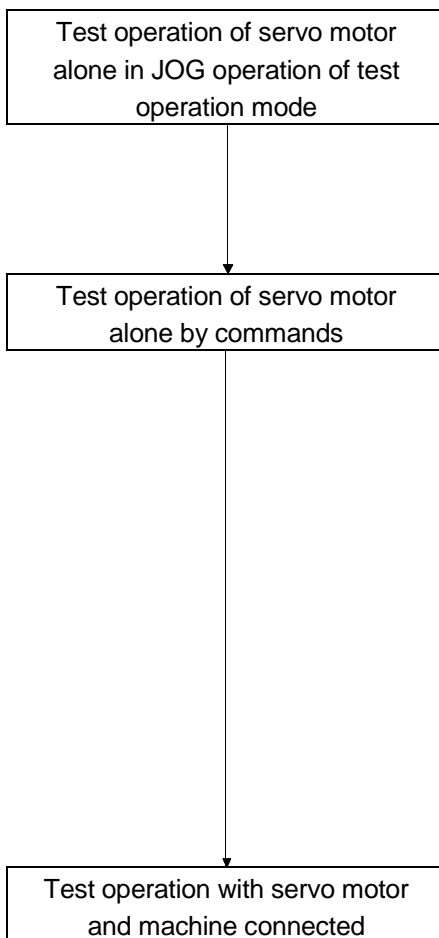 Test operation of servo motor
alone in JOG operation of test
operation mode
Test operation of servo motor
alone by commands
Test operation with servo motor
and machine connected